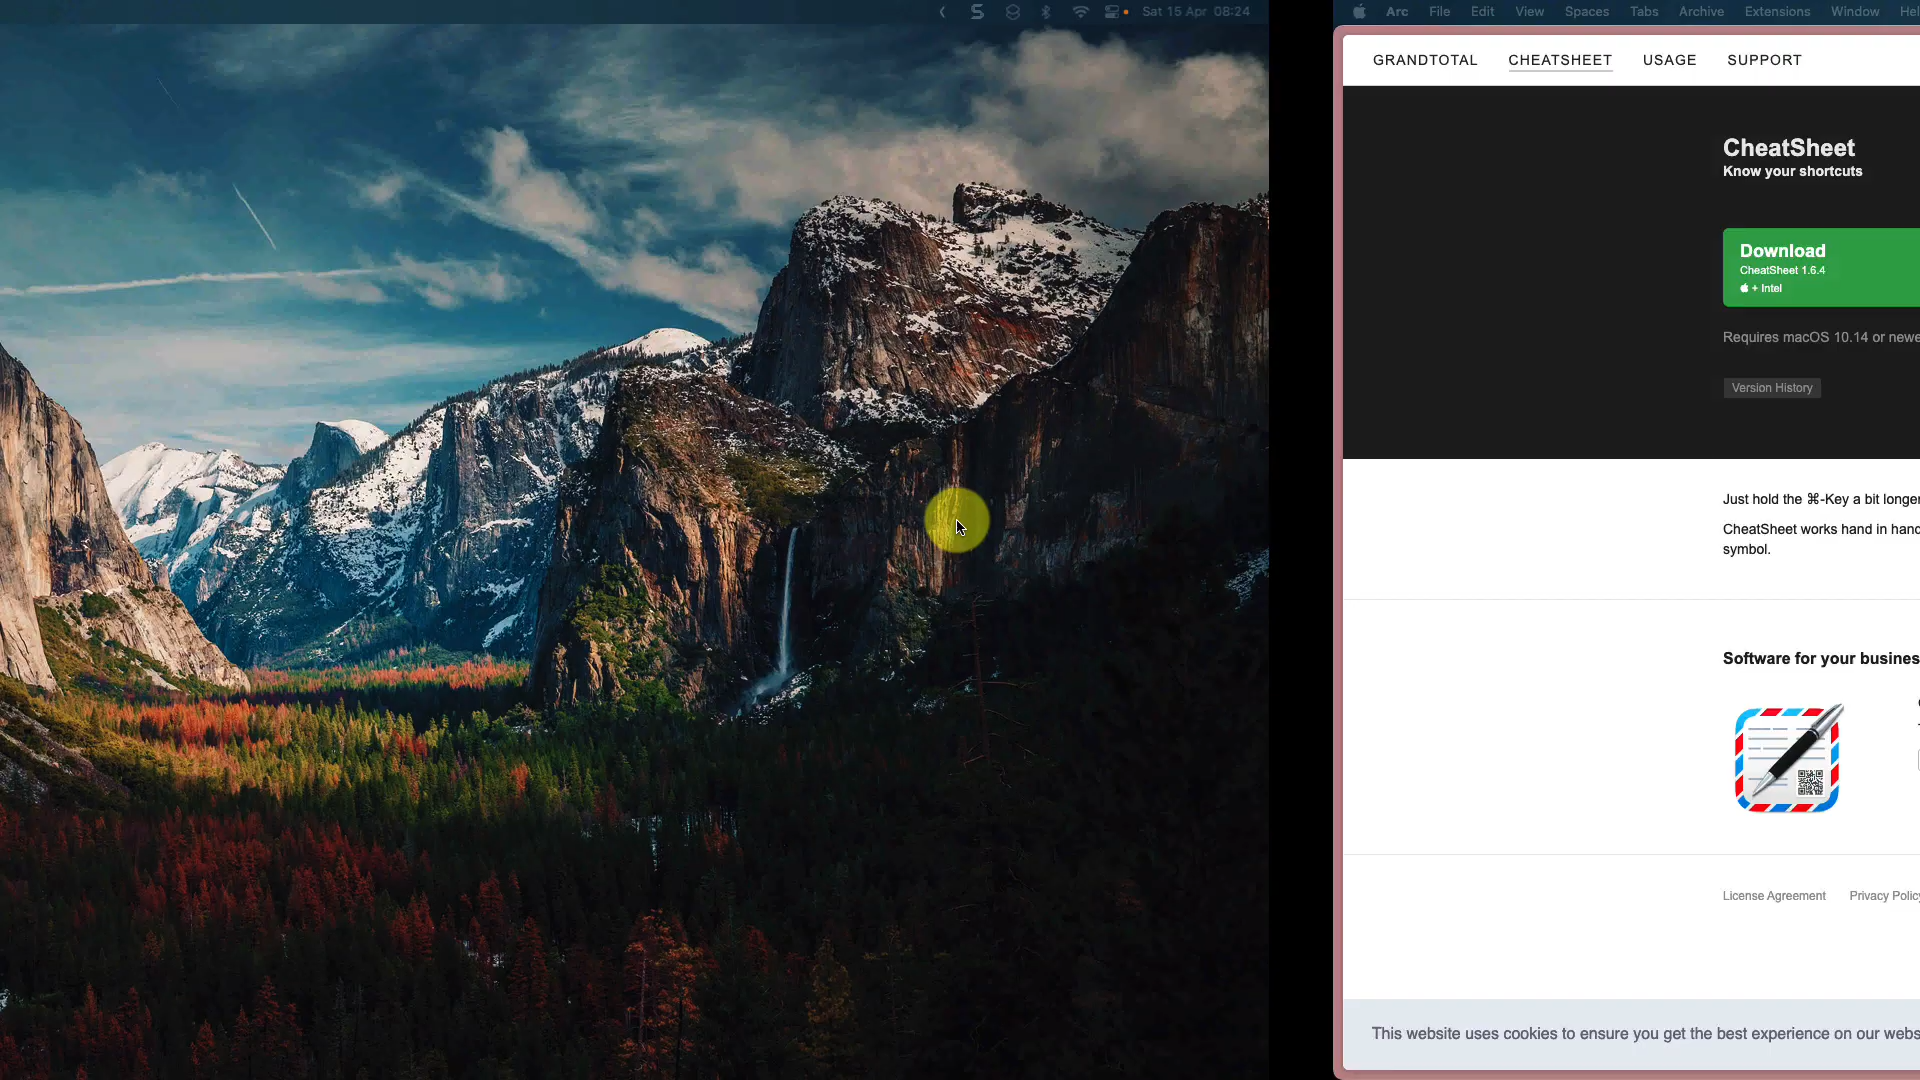 Sat 15 Apr 08:24
Arc File Edit View Spaces Tabs Archive Extensions Window
GRANDTOTAL CHEATSHEET USAGE SUPPORT
CheatSheet
Know your shortcuts
Download
CheatSheet 1.6.4
+ Intel
Requires macOS 10.14 or newe
Version History
Just hold the ⌘-Key a bit longer
CheatSheet works hand in hand
symbol.
Software for your busines
License Agreement Privacy Policy
This website uses cookies to ensure you get the best experience on our webs